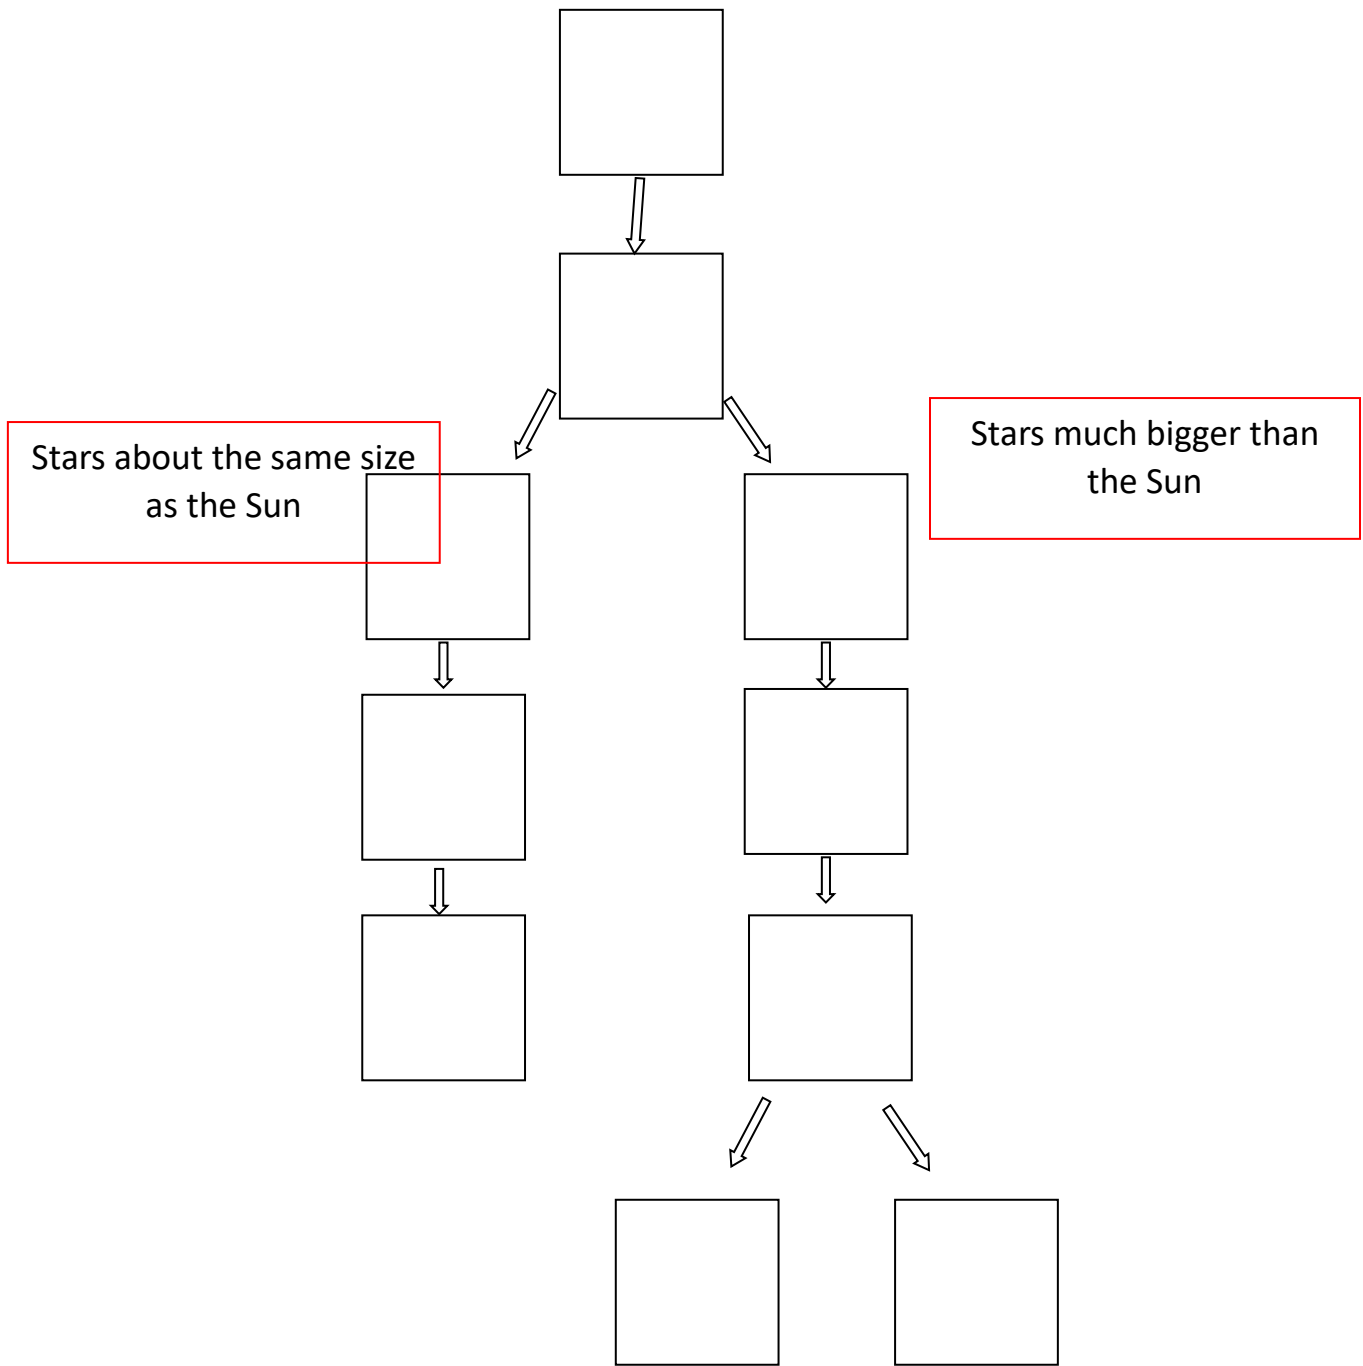 Stars about the same size
as the Sun
Stars much bigger than
the Sun